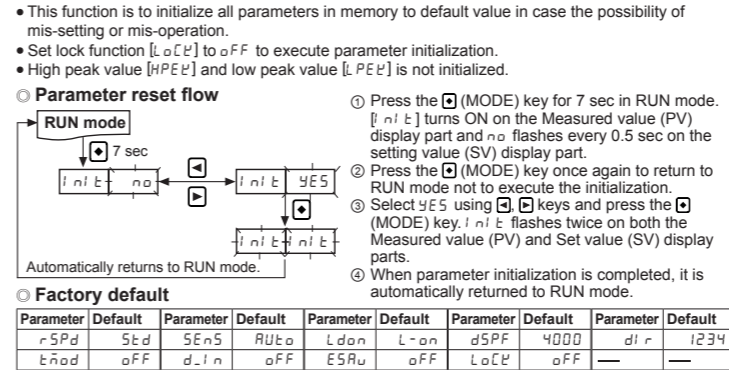 • This function is to initialize all parameters in memory to default value in case the possibility of
mis-setting or mis-operation.
• Set lock function [LoCK] to oFF to execute parameter initialization.
• High peak value [HPEK] and low peak value [LPEK] is not initialized.
◎ Parameter reset flow
RUN mode
7 sec
InIt no InIt YES
InIt InIt
Automatically returns to RUN mode.
① Press the (MODE) key for 7 sec in RUN mode.
[InIt] turns ON on the Measured value (PV)
display part and no flashes every 0.5 sec on the
setting value (SV) display part.
② Press the (MODE) key once again to return to
RUN mode not to execute the initialization.
③ Select YES using ◀, ▶ keys and press the
(MODE) key. InIt flashes twice on both the
Measured value (PV) and Set value (SV) display
parts.
④ When parameter initialization is completed, it is
automatically returned to RUN mode.
◎ Factory default
Parameter Default Parameter Default Parameter Default Parameter Default Parameter Default
rSPd Std SEnS AUto Ldon L-on dSPF 4000 dIr 1234
tmod oFF d_In oFF ESAv oFF LoCK oFF — —